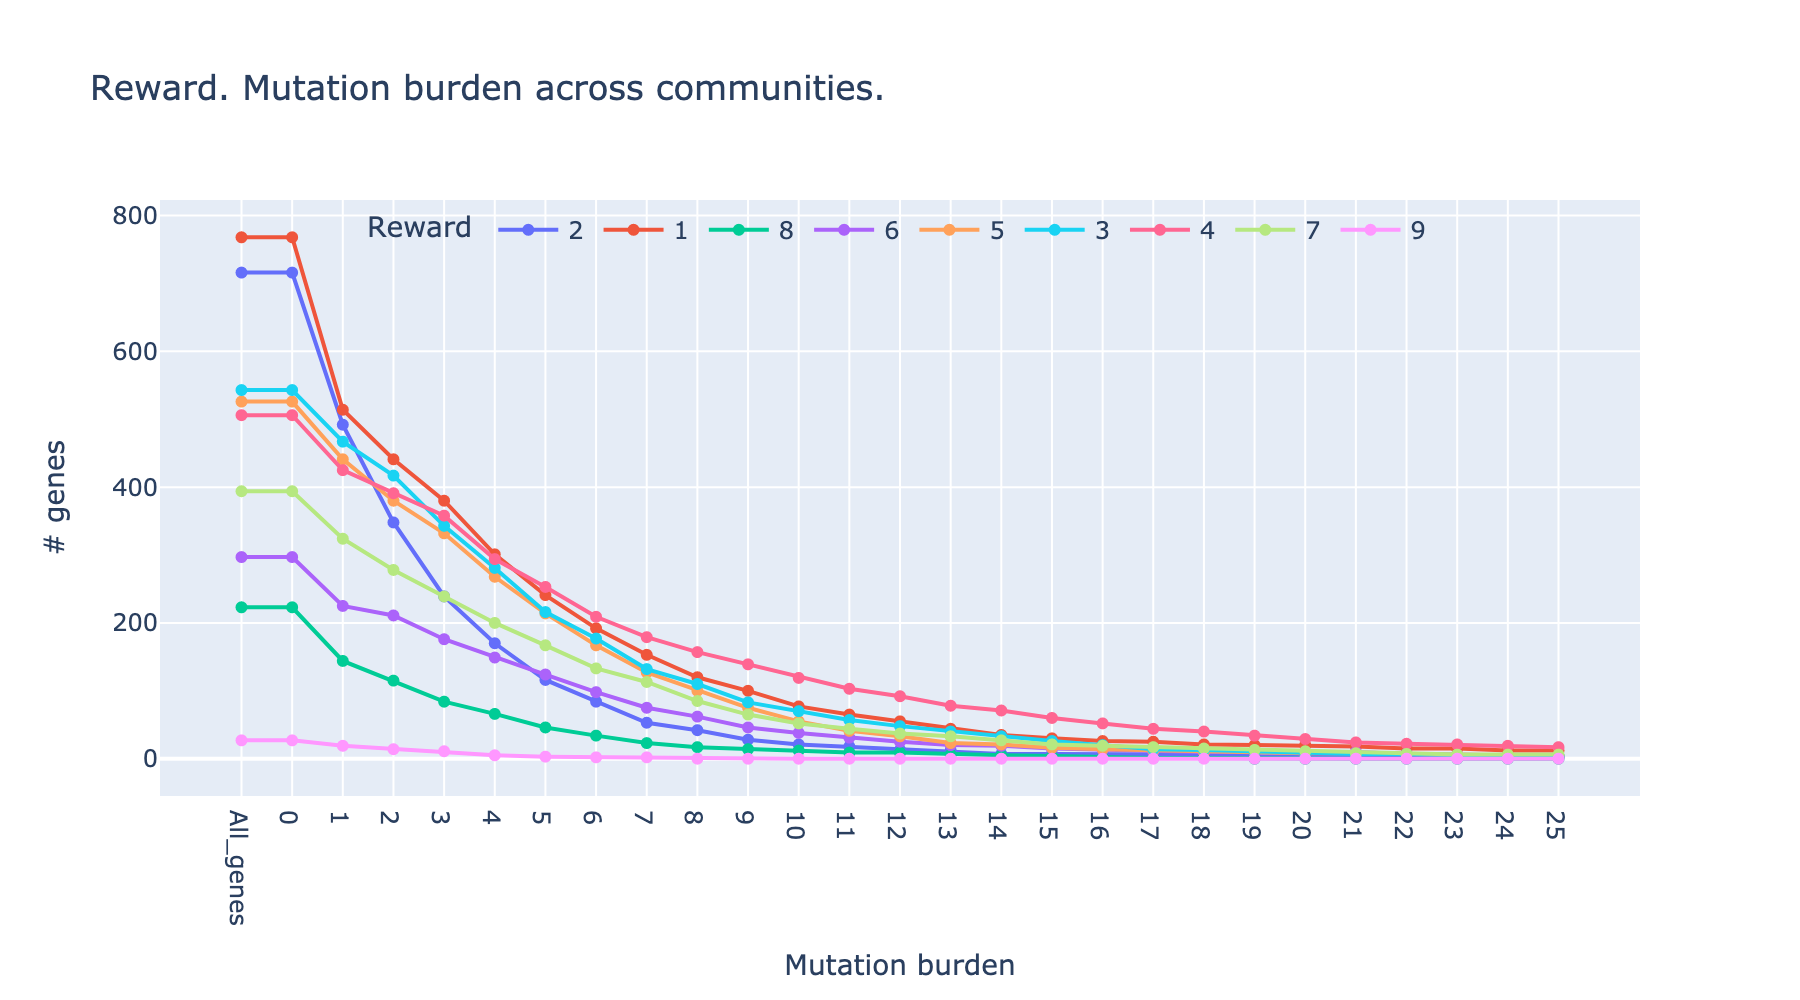 Reward. Mutation burden across communities.
Reward 2 1 8 6 5 3 4 7 9
800
600
400
200
0
# genes
All_genes 0 1 2 3 4 5 6 7 8 9 10 11 12 13 14 15 16 17 18 19 20 21 22 23 24 25
Mutation burden